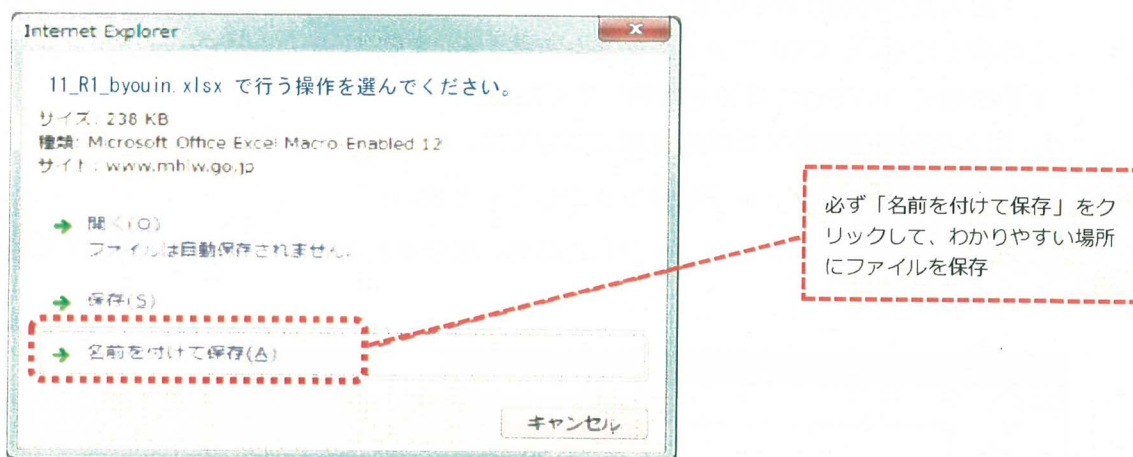 Internet Explorer
11_R1_byouin.xlsx で行う操作を選んでください。
サイズ: 238 KB
種類: Microsoft Office Excel Macro-Enabled 12
サイト: www.mhlw.go.jp
開く(O)
ファイルは自動保存されません。
保存(S)
名前を付けて保存(A)
キャンセル
必ず「名前を付けて保存」をク
リックして、わかりやすい場所
にファイルを保存